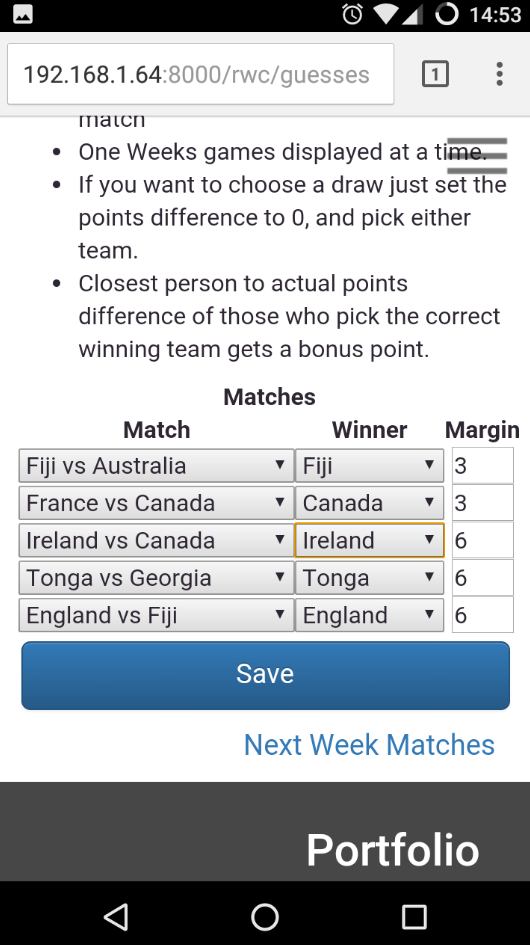 14:53
192.168.1.64:8000/rwc/guesses
1
match
One Weeks games displayed at a time.
If you want to choose a draw just set the
points difference to 0, and pick either
team.
Closest person to actual points
difference of those who pick the correct
winning team gets a bonus point.
Matches
Match Winner Margin
Fiji vs Australia Fiji 3
France vs Canada Canada 3
Ireland vs Canada Ireland 6
Tonga vs Georgia Tonga 6
England vs Fiji England 6
Save
Next Week Matches
Portfolio